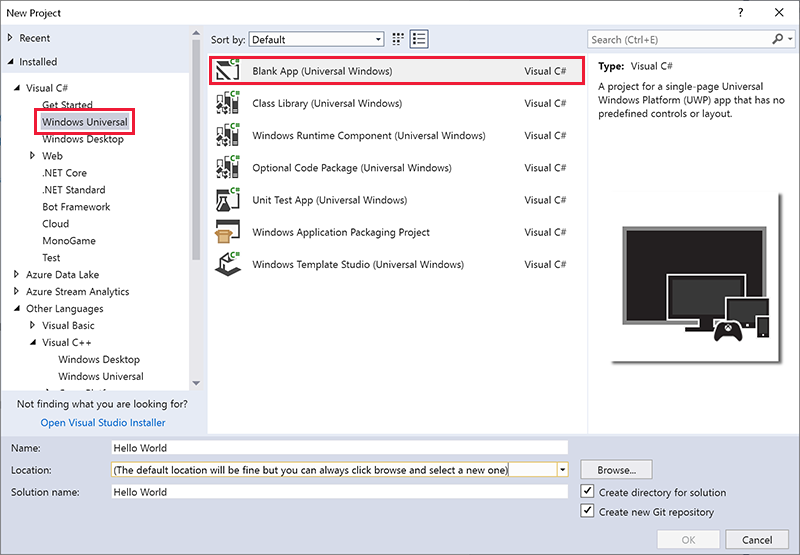 New Project
?
Recent
Installed
Visual C#
Get Started
Windows Universal
Windows Desktop
Web
.NET Core
.NET Standard
Bot Framework
Cloud
MonoGame
Test
Azure Data Lake
Azure Stream Analytics
Other Languages
Visual Basic
Visual C++
Windows Desktop
Windows Universal
Not finding what you are looking for?
Open Visual Studio Installer
Sort by: Default
Search (Ctrl+E)
C# Blank App (Universal Windows) Visual C#
C# Class Library (Universal Windows) Visual C#
C# Windows Runtime Component (Universal Windows) Visual C#
C# Optional Code Package (Universal Windows) Visual C#
C# Unit Test App (Universal Windows) Visual C#
Windows Application Packaging Project Visual C#
C# Windows Template Studio (Universal Windows) Visual C#
Type: Visual C#
A project for a single-page Universal
Windows Platform (UWP) app that has no
predefined controls or layout.
Name: Hello World
Location: (The default location will be fine but you can always click browse and select a new one)
Browse...
Solution name: Hello World
Create directory for solution
Create new Git repository
OK
Cancel